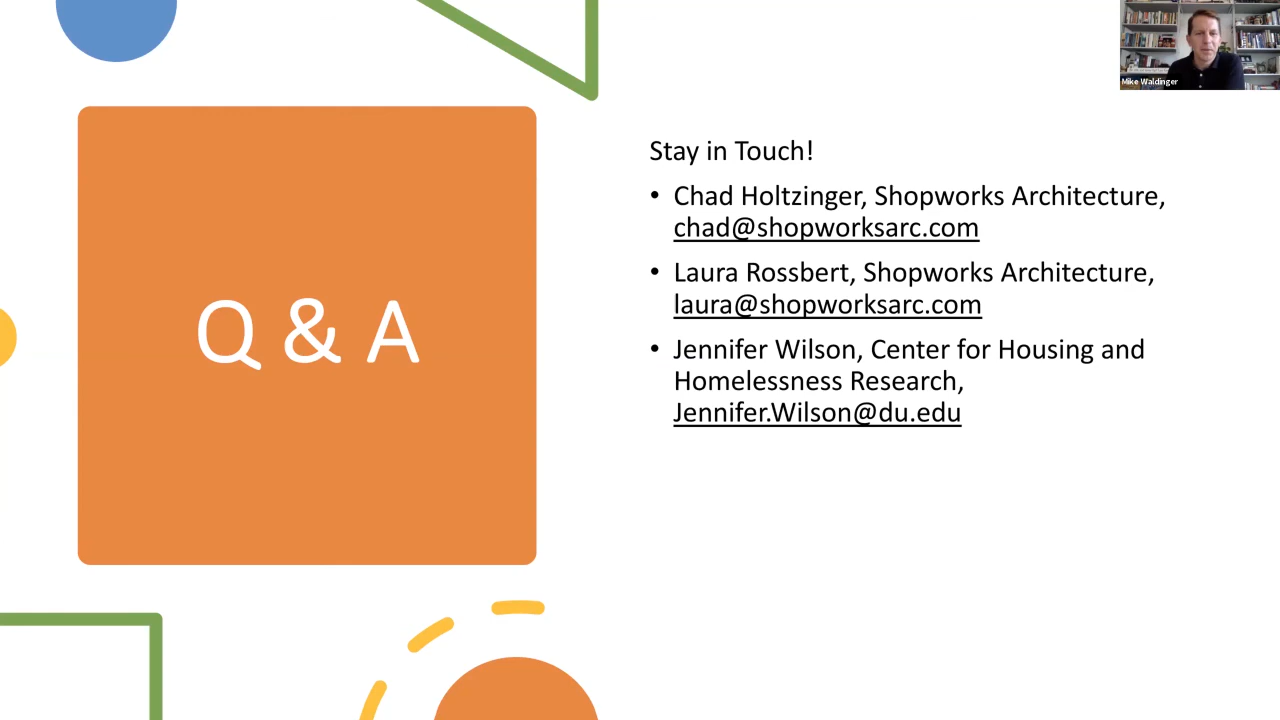 Mike Waldinger
Q & A
Stay in Touch!
• Chad Holtzinger, Shopworks Architecture,
chad@shopworksarc.com
• Laura Rossbert, Shopworks Architecture,
laura@shopworksarc.com
• Jennifer Wilson, Center for Housing and
Homelessness Research,
Jennifer.Wilson@du.edu